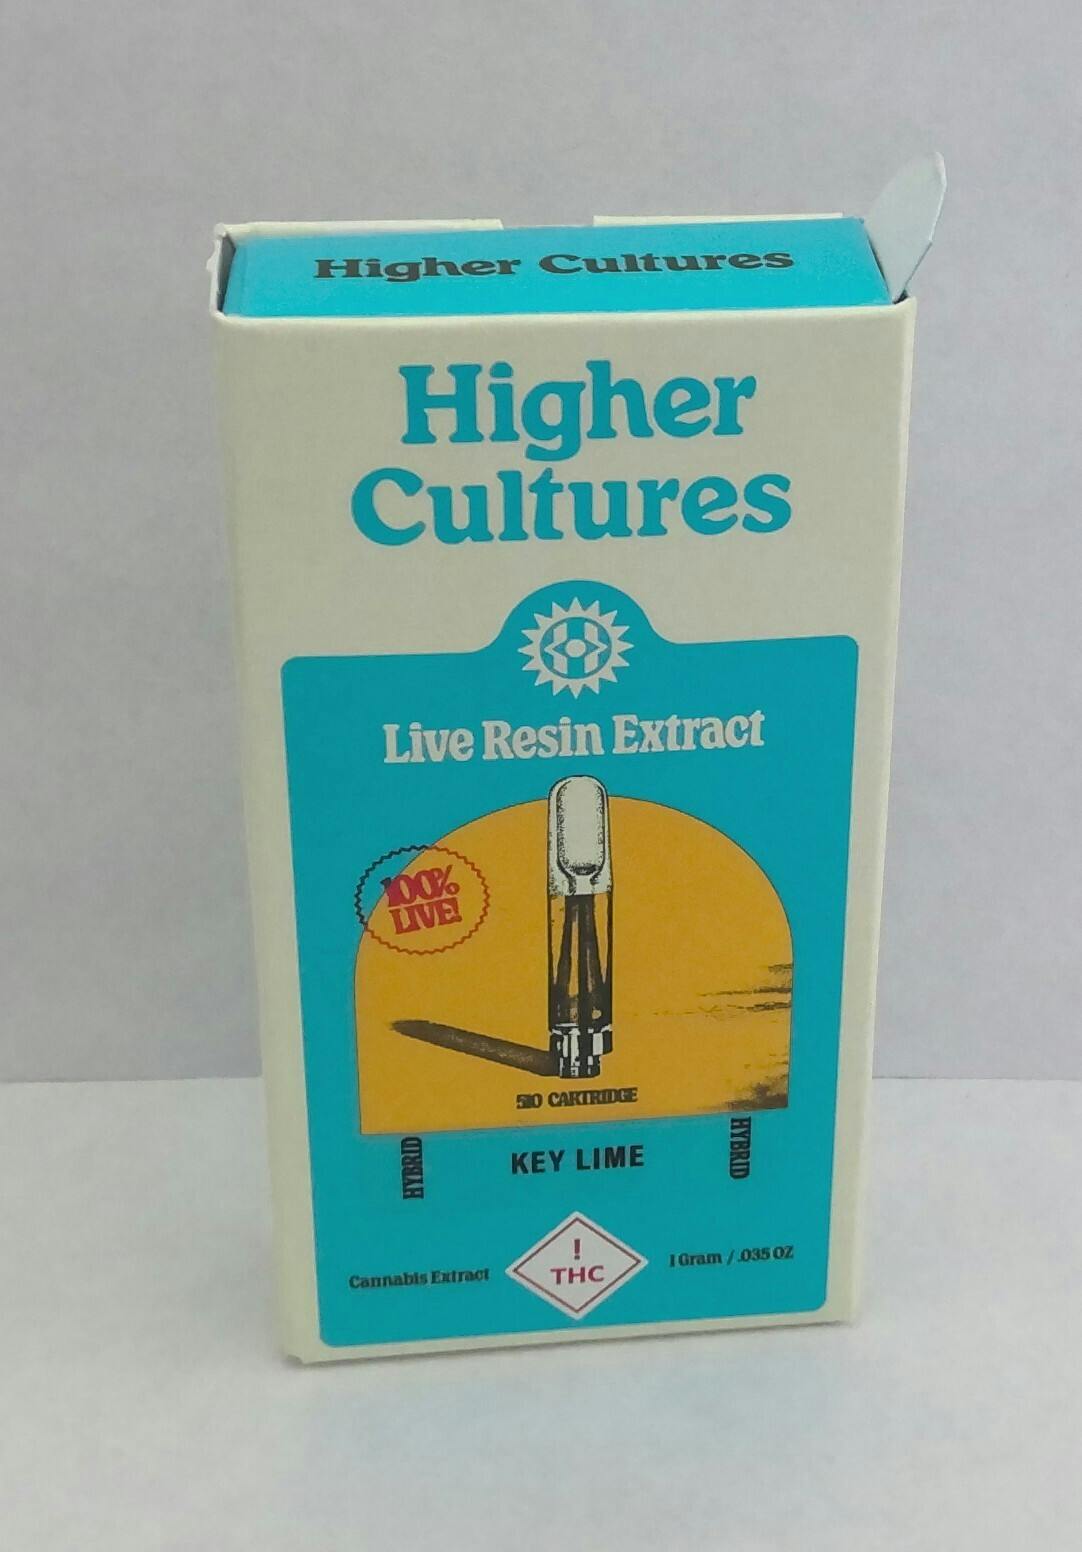 Higher Cultures
Higher
Cultures
H
Live Resin Extract
100%
LIVE!
510 CARTRIDGE
HYBRID
KEY LIME
HYBRID
Cannabis Extract
!
THC
1 Gram / .035 OZ